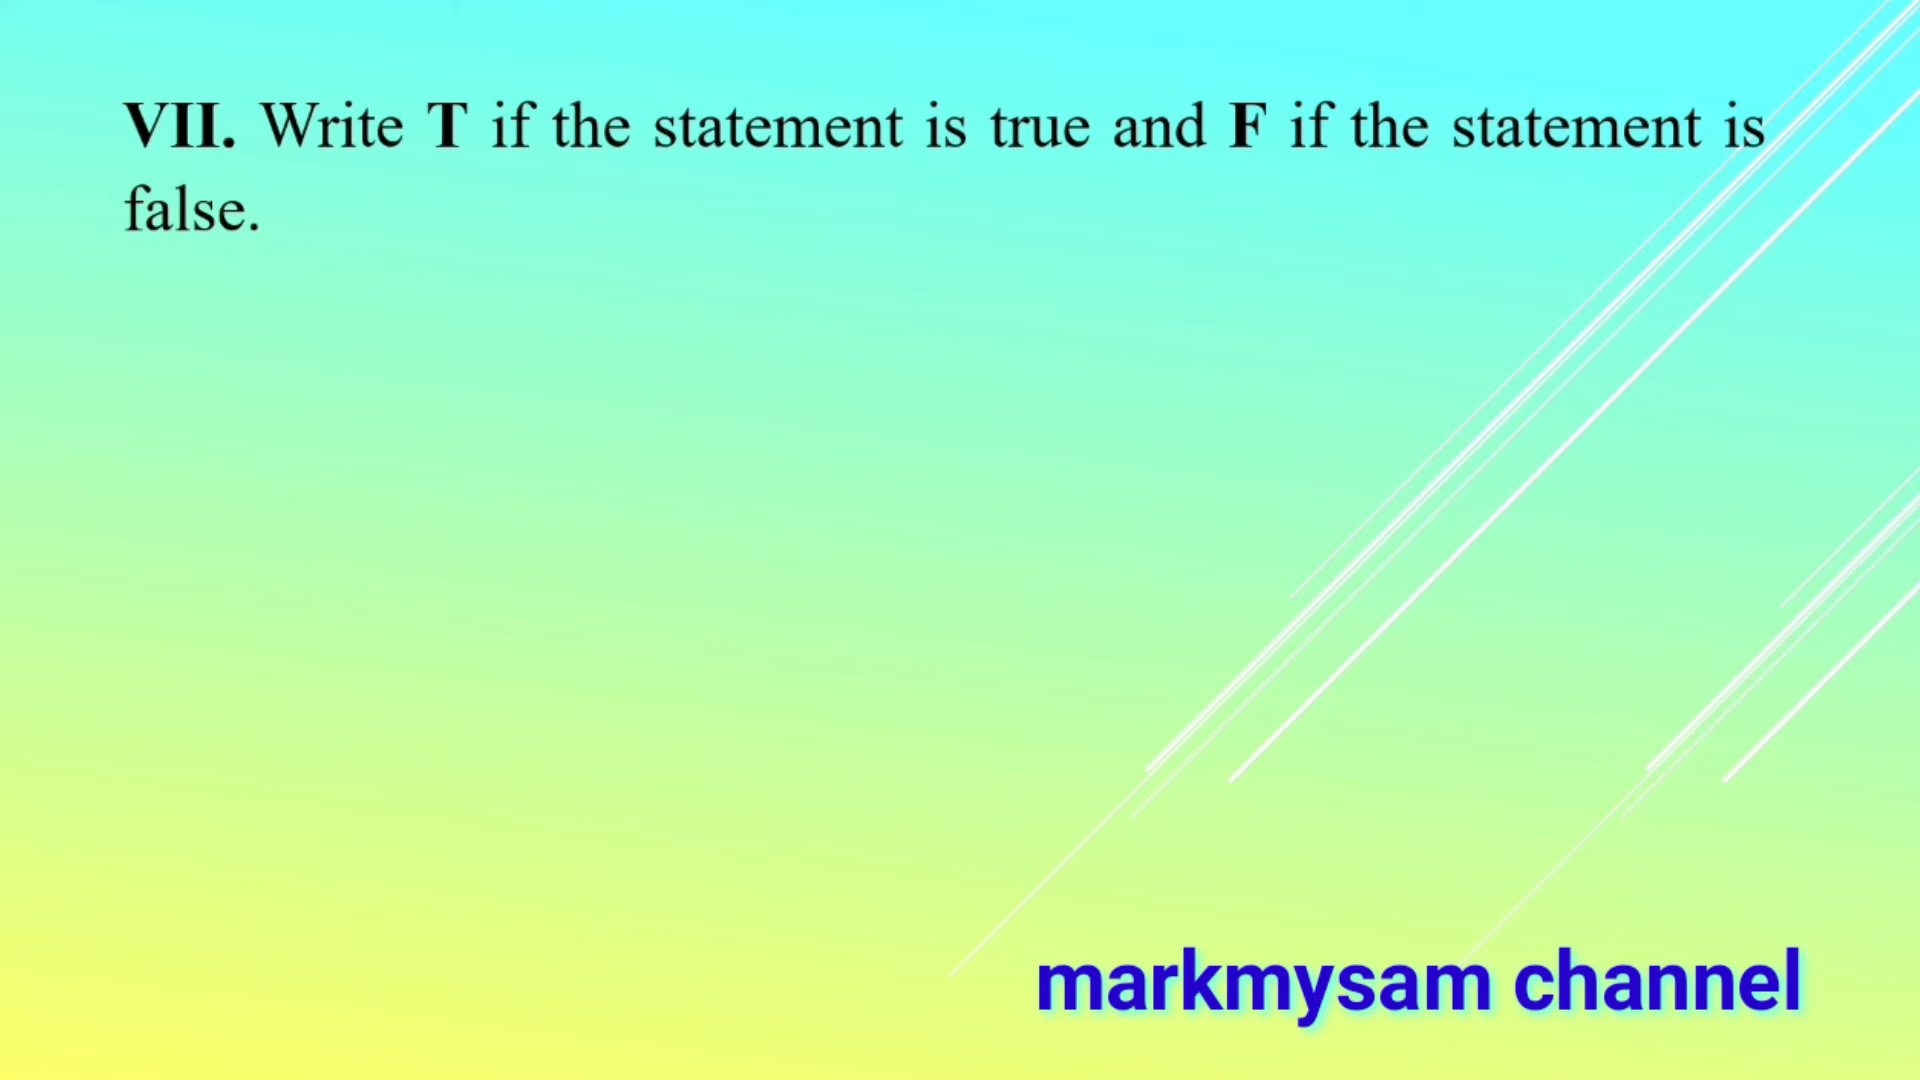 VII. Write T if the statement is true and F if the statement is
false.
markmysam channel